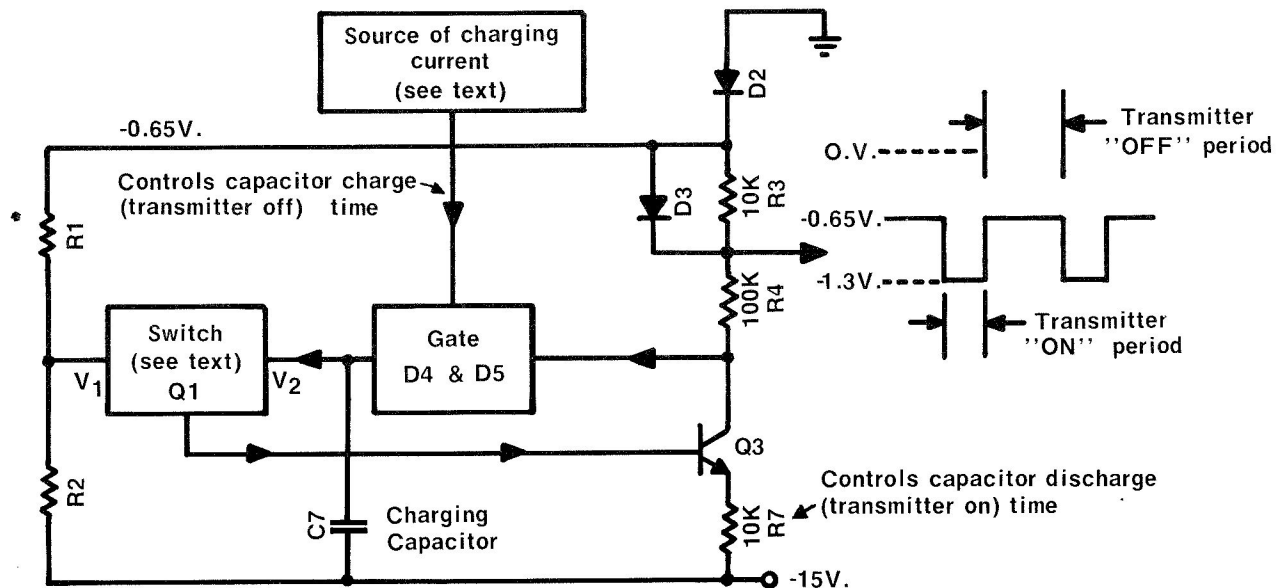 Source of charging
current
(see text)
D2
-0.65V.
Controls capacitor charge
(transmitter off) time
D3
10K
R3
R1
100K
R4
Switch
(see text)
Q1
V1
V2
Gate
D4 & D5
Q3
R2
C7
Charging
Capacitor
10K
R7
Controls capacitor discharge
(transmitter on) time
-15V.
Transmitter
"OFF" period
O.V.
-0.65V.
-1.3V.
Transmitter
"ON" period